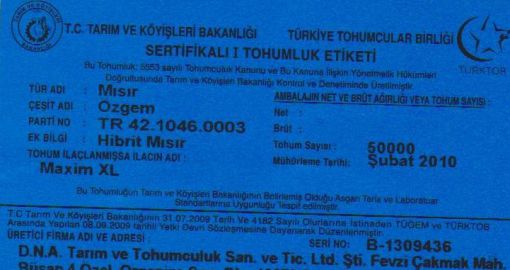 T.C. TARIM VE KÖYİŞLERİ BAKANLIĞI TÜRKİYE TOHUMCULAR BİRLİĞİ
SERTİFİKALI I TOHUMLUK ETİKETİ
TÜRKTOB
Bu Tohumluk; 5553 sayılı Tohumculuk Kanunu ve Bu Kanuna İlişkin Yönetmelik Hükümleri
Doğrultusunda Tarım ve Köyişleri Bakanlığı Kontrol ve Denetiminde Üretilmiştir.
TÜR ADI : Mısır AMBALAJIN NET VE BRÜT AĞIRLIĞI VEYA TOHUM SAYISI :
ÇEŞİT ADI : Özgem Net :
PARTİ NO : TR 42.1046.0003 Brüt :
EK BİLGİ : Hibrit Mısır Tohum Sayısı : 50000
TOHUM İLAÇLANMIŞSA İLACIN ADI : Mühürleme Tarihi: Şubat 2010
Maxim XL
Bu Tohumluğun Tarım ve Köyişleri Bakanlığının Belirlemiş Olduğu Asgari Tarla ve Laboratuar
Standartlarına Uygunluğu Tespit edilmiştir.
T.C Tarım Ve Köyişleri Bakanlığının 31.07.2009 Tarih Ve 4182 Sayılı Olurlarına İstinaden TÜGEM ve TÜRKTOB
Arasında Yapılan 08.09.2009 tarihli Yetki Devri Sözleşmesine Dayanılarak Düzenlenmiştir.
ÜRETİCİ FİRMA ADI VE ADRESİ : SERİ NO: B-1309436
D.N.A. Tarım ve Tohumculuk San. ve Tic. Ltd. Şti. Fevzi Çakmak Mah.